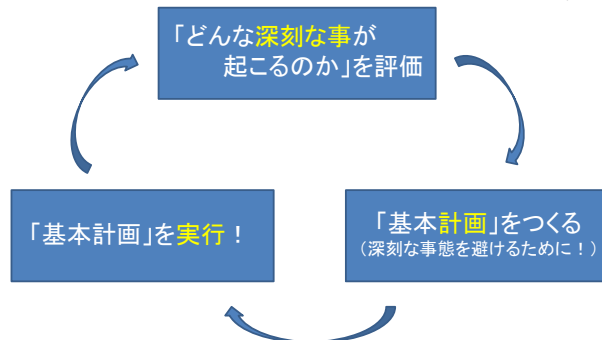 「どんな深刻な事が
起こるのか」を評価
「基本計画」をつくる
（深刻な事態を避けるために！）
「基本計画」を実行！